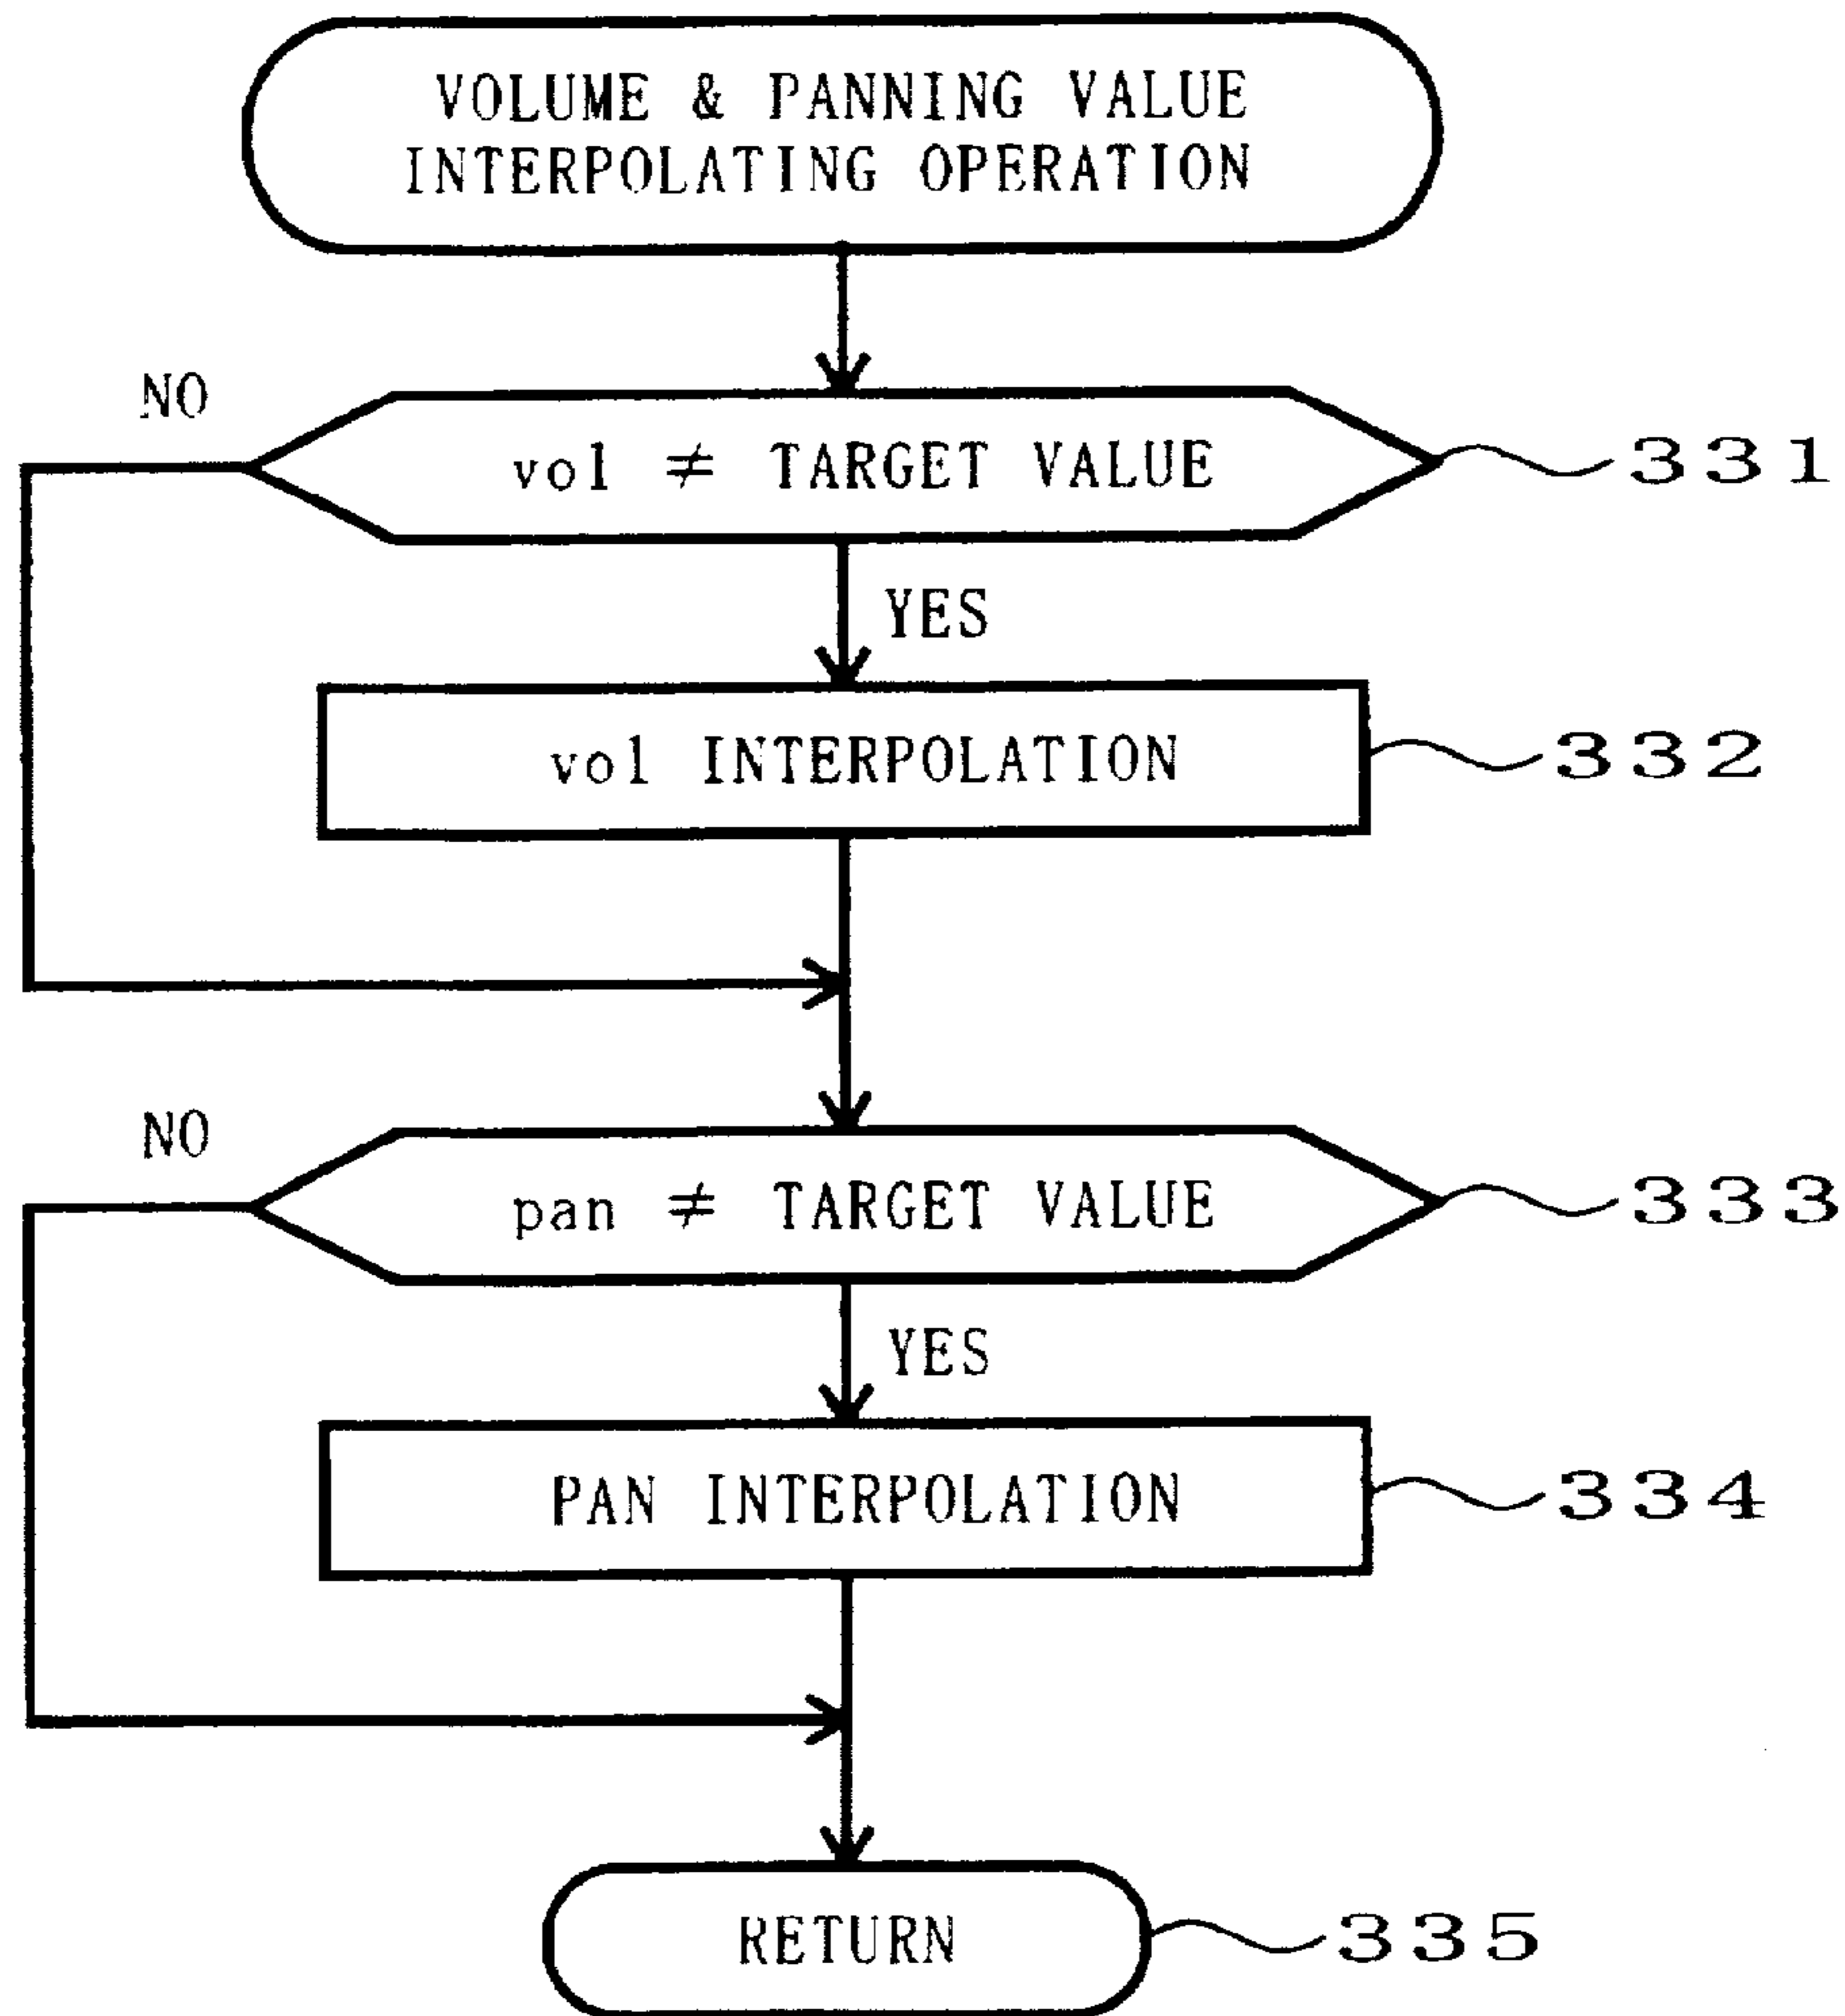 VOLUME & PANNING VALUE
INTERPOLATING OPERATION
NO
vol ≠ TARGET VALUE
331
YES
vol INTERPOLATION
332
NO
pan ≠ TARGET VALUE
333
YES
PAN INTERPOLATION
334
RETURN
335